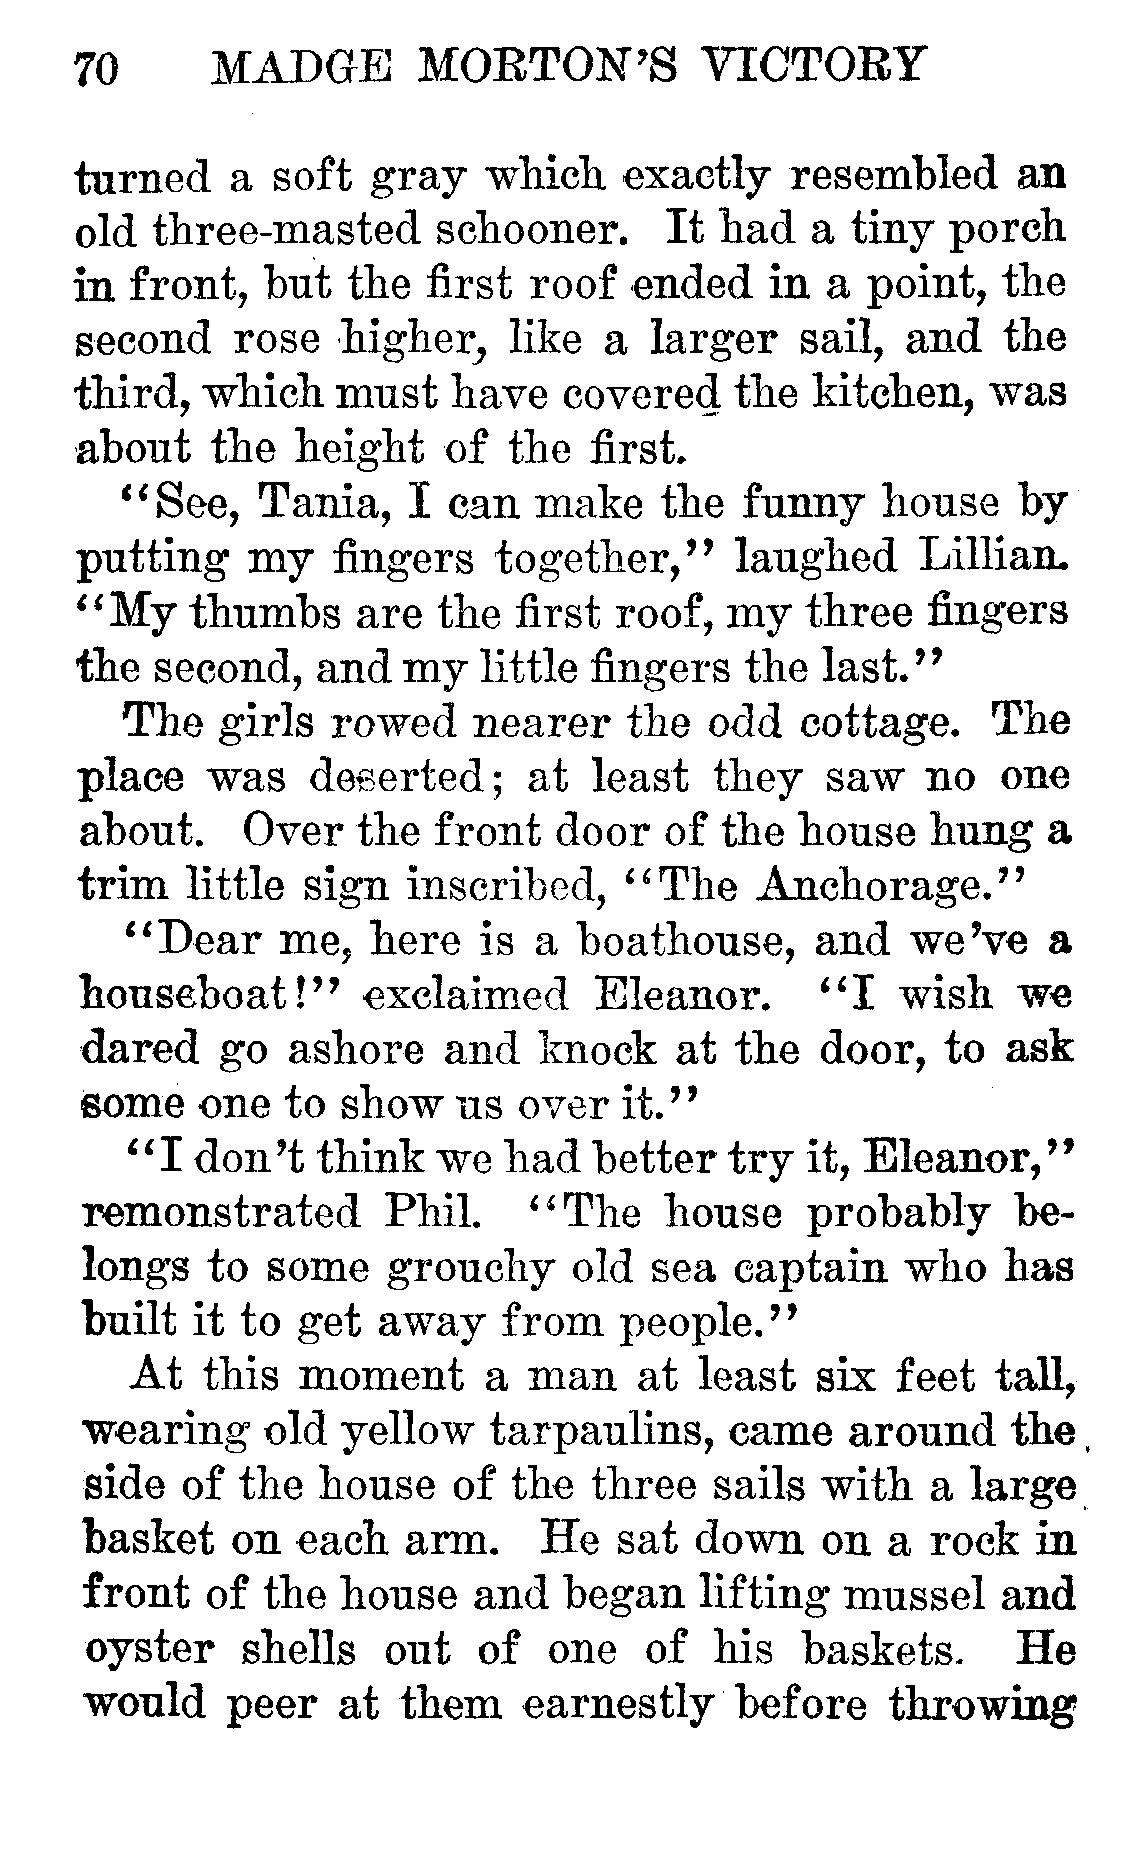 70 MADGE MORTON'S VICTORY
turned a soft gray which exactly resembled an
old three-masted schooner. It had a tiny porch
in front, but the first roof ended in a point, the
second rose higher, like a larger sail, and the
third, which must have covered the kitchen, was
about the height of the first.
"See, Tania, I can make the funny house by
putting my fingers together," laughed Lillian.
"My thumbs are the first roof, my three fingers
the second, and my little fingers the last."
The girls rowed nearer the odd cottage. The
place was deserted; at least they saw no one
about. Over the front door of the house hung a
trim little sign inscribed, "The Anchorage."
"Dear me, here is a boathouse, and we've a
houseboat!" exclaimed Eleanor. "I wish we
dared go ashore and knock at the door, to ask
some one to show us over it."
"I don't think we had better try it, Eleanor,"
remonstrated Phil. "The house probably be-
longs to some grouchy old sea captain who has
built it to get away from people."
At this moment a man at least six feet tall,
wearing old yellow tarpaulins, came around the
side of the house of the three sails with a large
basket on each arm. He sat down on a rock in
front of the house and began lifting mussel and
oyster shells out of one of his baskets. He
would peer at them earnestly before throwing